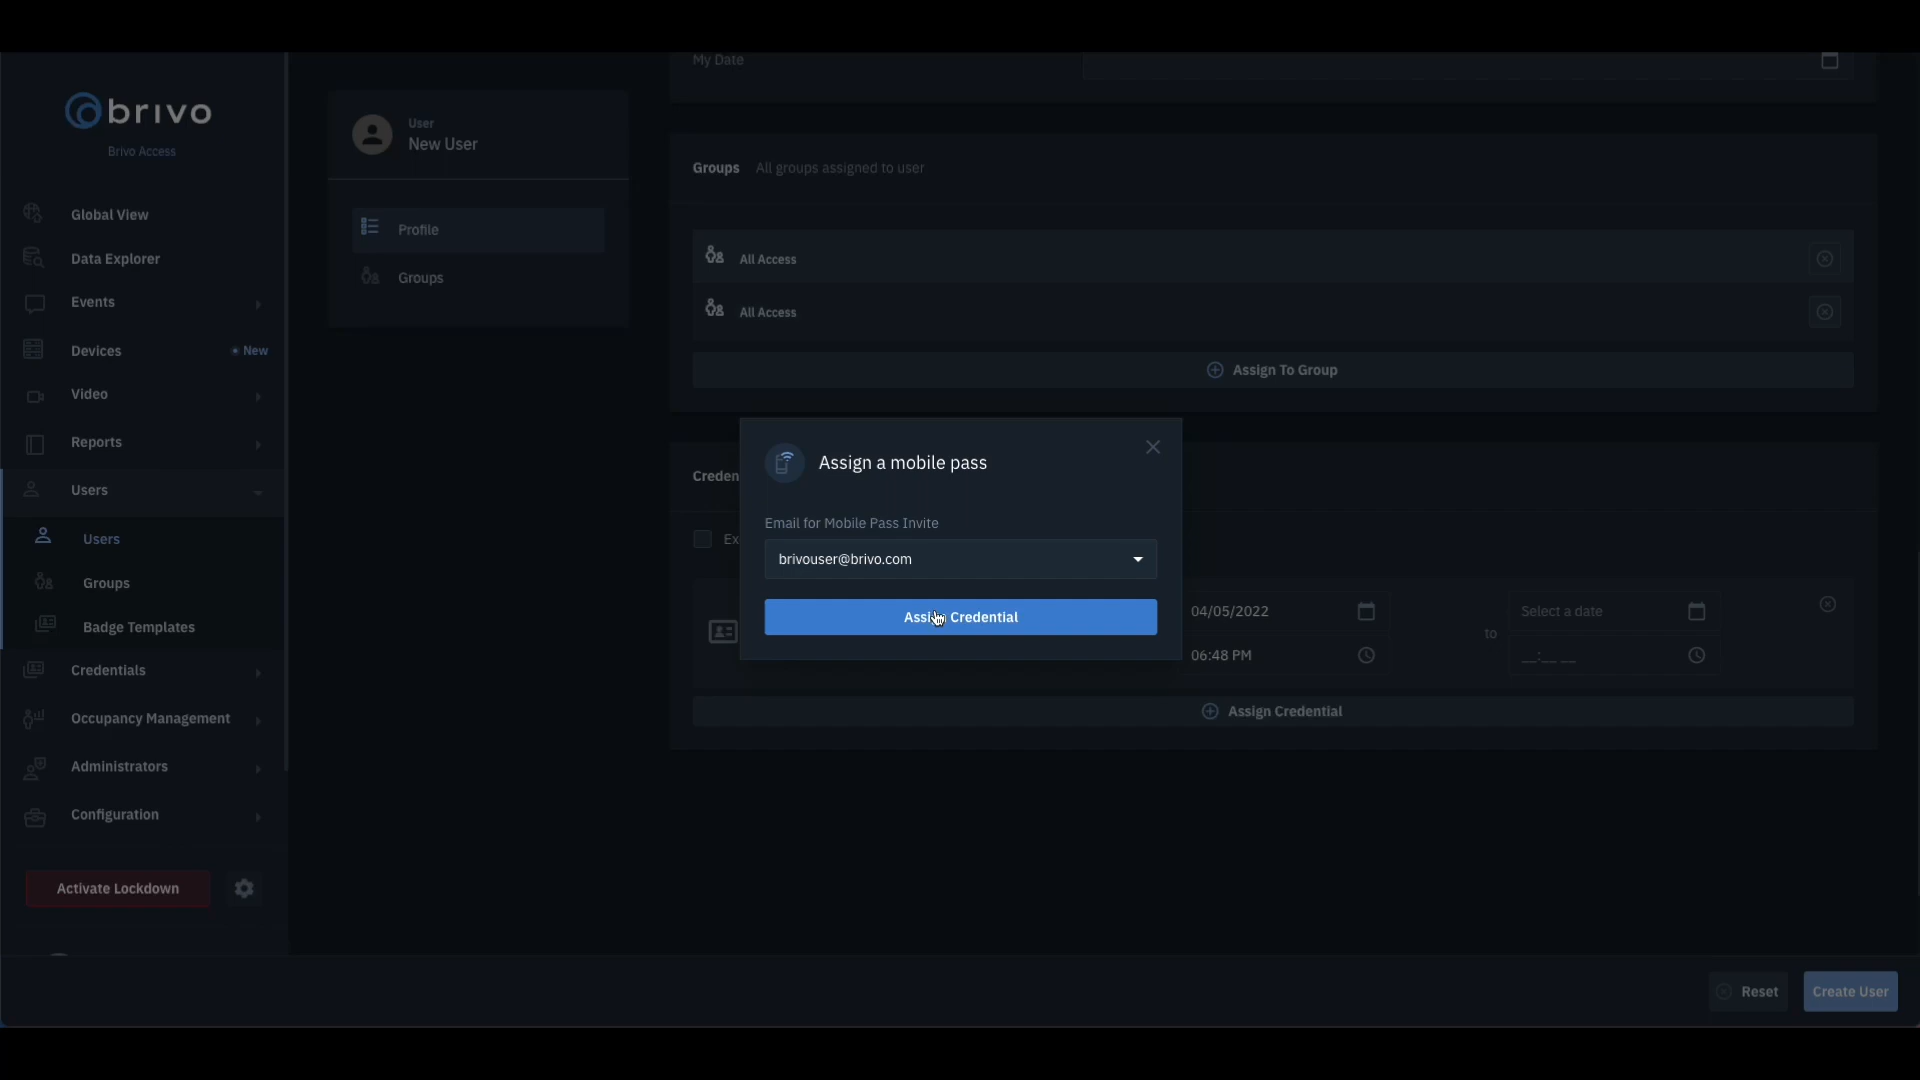 brivo
Brivo Access
Global View
Data Explorer
Events
Devices
New
Video
Reports
Users
Users
Groups
Badge Templates
Credentials
Occupancy Management
Administrators
Configuration
Activate Lockdown
User
New User
Profile
Groups
My Date
Groups All groups assigned to user
All Access
All Access
Assign To Group
Creden
Ex
Assign a mobile pass
Email for Mobile Pass Invite
brivouser@brivo.com
Assign Credential
04/05/2022
06:48 PM
to
Select a date
__:__ __
Assign Credential
Reset
Create User